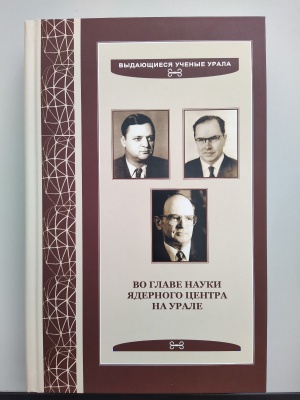 ВЫДАЮЩИЕСЯ УЧЕНЫЕ УРАЛА
ВО ГЛАВЕ НАУКИ
ЯДЕРНОГО ЦЕНТРА
НА УРАЛЕ